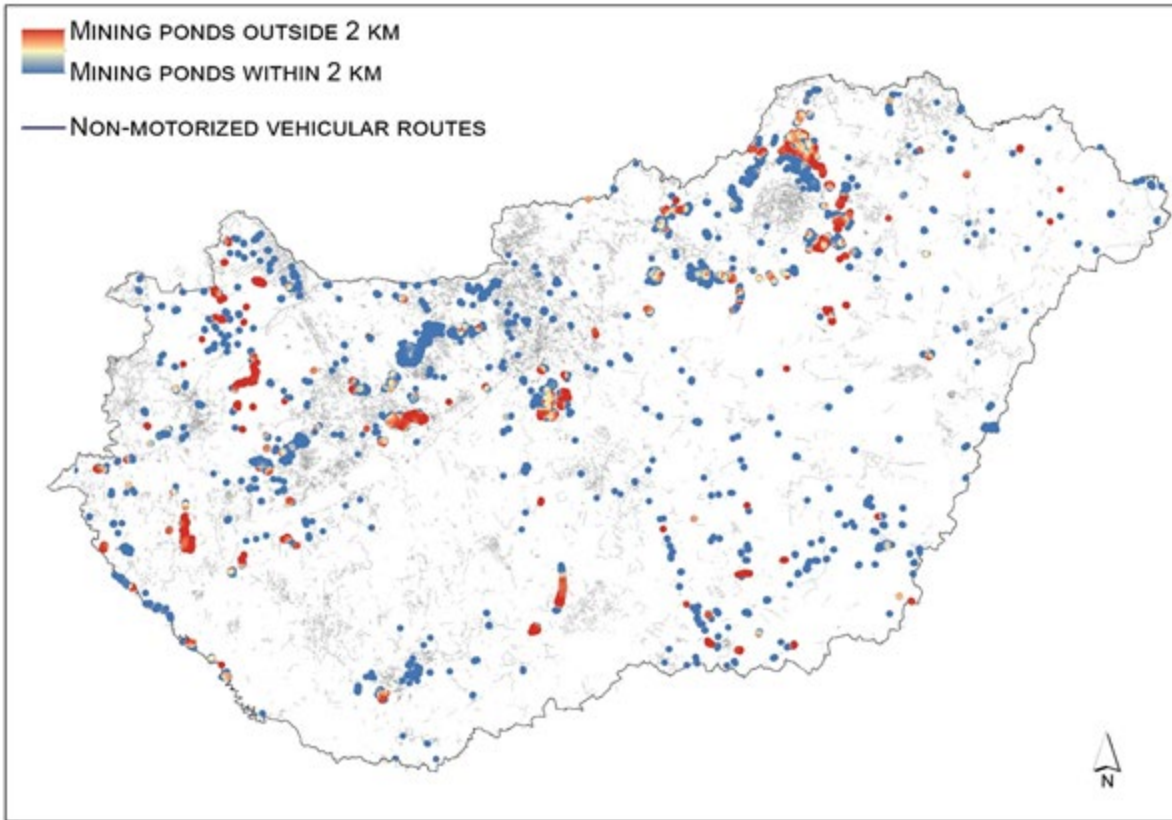 Mining ponds outside 2 km
Mining ponds within 2 km
Non-motorized vehicular routes
N